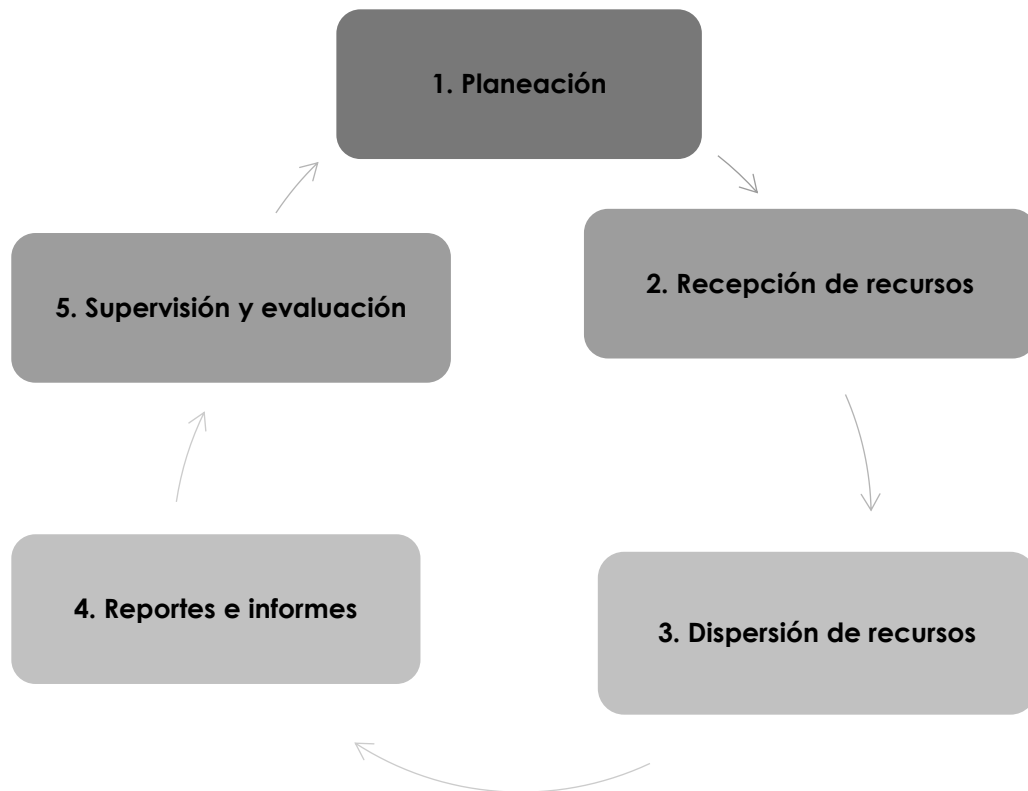 1. Planeación
2. Recepción de recursos
3. Dispersión de recursos
4. Reportes e informes
5. Supervisión y evaluación